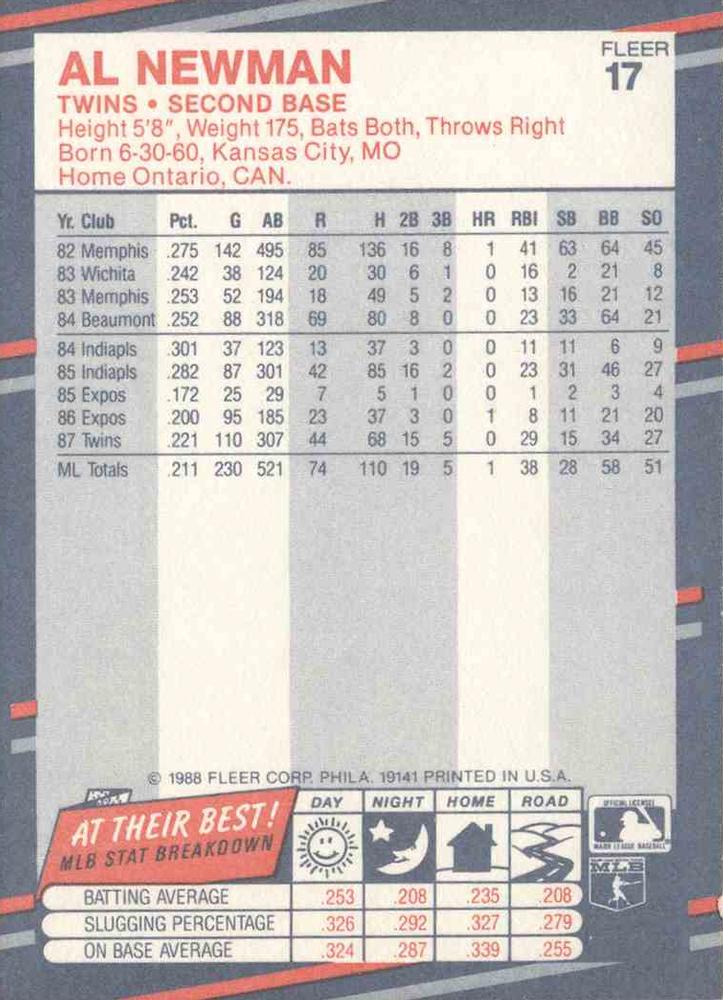 FLEER
AL NEWMAN 17
TWINS • SECOND BASE
Height 5'8", Weight 175, Bats Both, Throws Right
Born 6-30-60, Kansas City, MO
Home Ontario, CAN.
Yr. Club Pct. G AB R H 2B 3B HR RBI SB BB SO
82 Memphis .275 142 495 85 136 16 8 1 41 63 64 45
83 Wichita .242 38 124 20 30 6 1 0 16 2 21 8
83 Memphis .253 52 194 18 49 5 2 0 13 16 21 12
84 Beaumont .252 88 318 69 80 8 0 0 23 33 64 21
84 Indiapls .301 37 123 13 37 3 0 0 11 11 6 9
85 Indiapls .282 87 301 42 85 16 2 0 23 31 46 27
85 Expos .172 25 29 7 5 1 0 0 1 2 3 4
86 Expos .200 95 185 23 37 3 0 1 8 11 21 20
87 Twins .221 110 307 44 68 15 5 0 29 15 34 27
ML Totals .211 230 521 74 110 19 5 1 38 28 58 51
© 1988 FLEER CORP. PHILA. 19141 PRINTED IN U.S.A.
AT THEIR BEST!
MLB STAT BREAKDOWN
DAY NIGHT HOME ROAD
OFFICIAL LICENSEE
MAJOR LEAGUE BASEBALL
MLB
BATTING AVERAGE .253 .208 .235 .208
SLUGGING PERCENTAGE .326 .292 .327 .279
ON BASE AVERAGE .324 .287 .339 .255